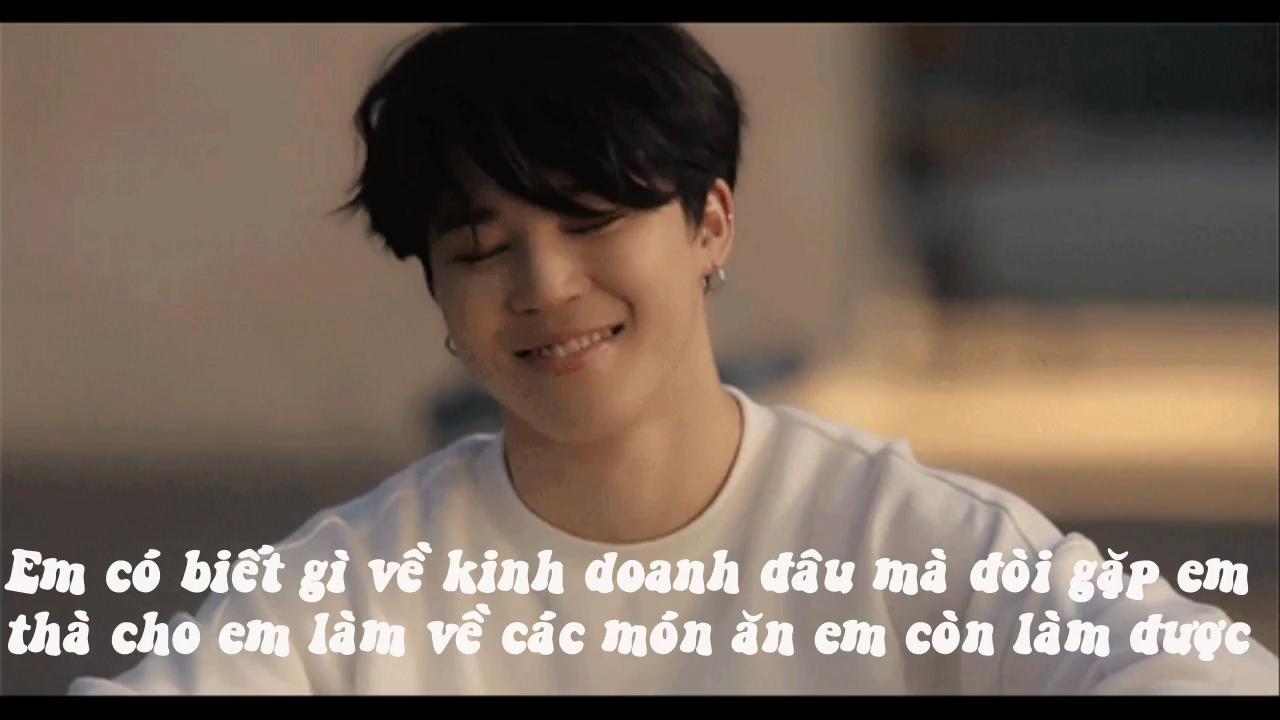 Em có biết gì về kinh doanh đâu mà đòi gặp em
thà cho em làm về các món ăn em còn làm được